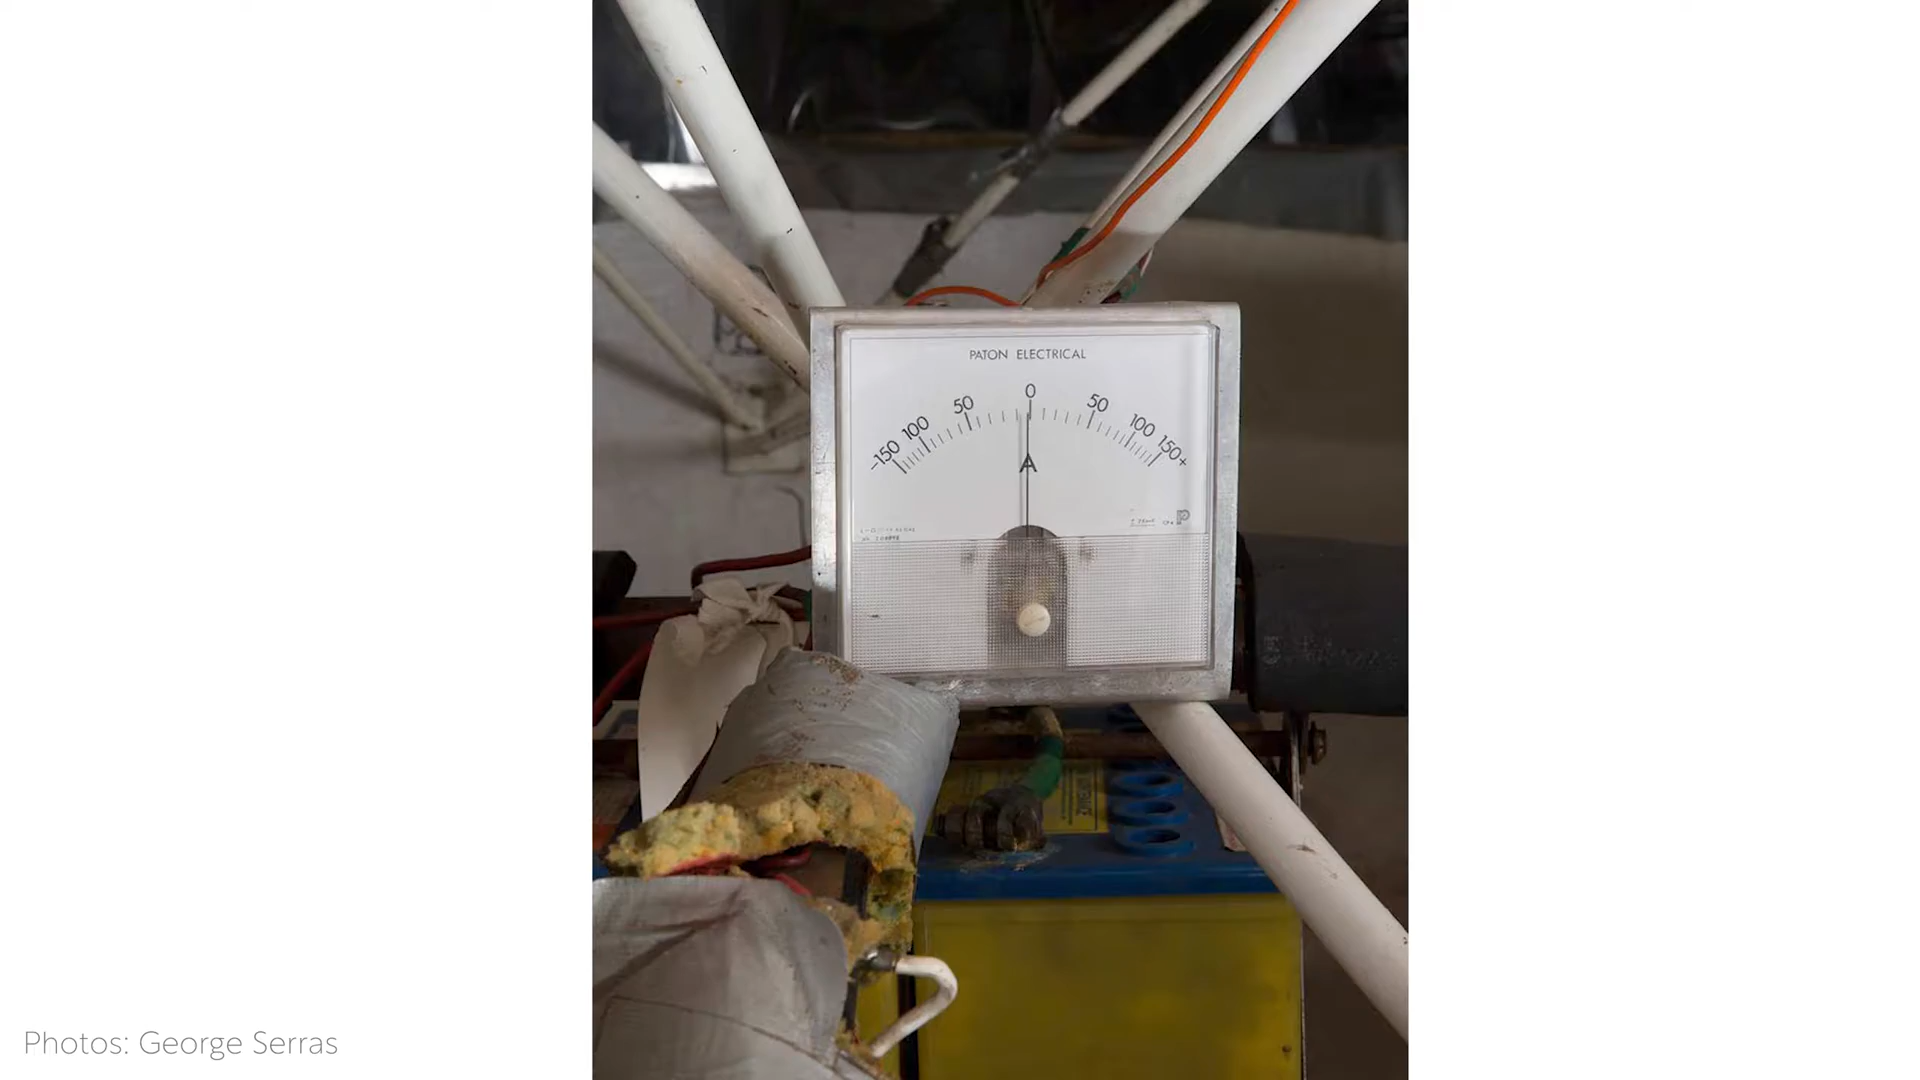 PATON ELECTRICAL
-150 100 50 0 50 100 150+
A
Photos: George Serras